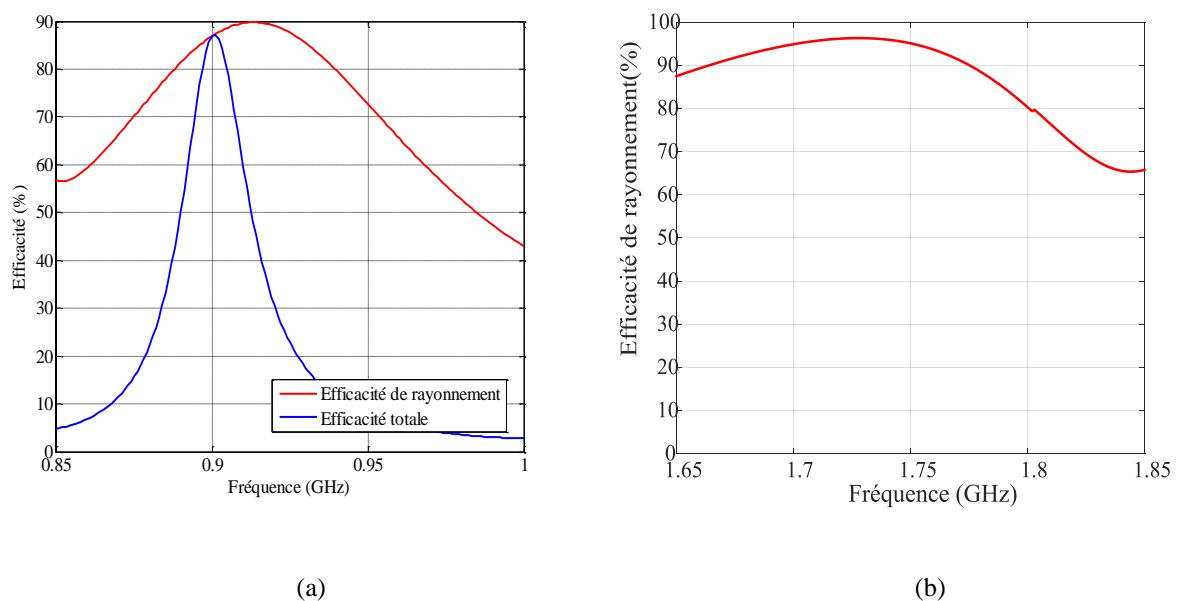 90
80
70
60
50
40
30
20
10
0
Efficacité (%)
Efficacité de rayonnement
Efficacité totale
0.85 0.9 0.95 1
Fréquence (GHz)
(a)
100
90
80
70
60
50
40
30
20
10
0
Efficacité de rayonnement(%)
1.65 1.7 1.75 1.8 1.85
Fréquence (GHz)
(b)